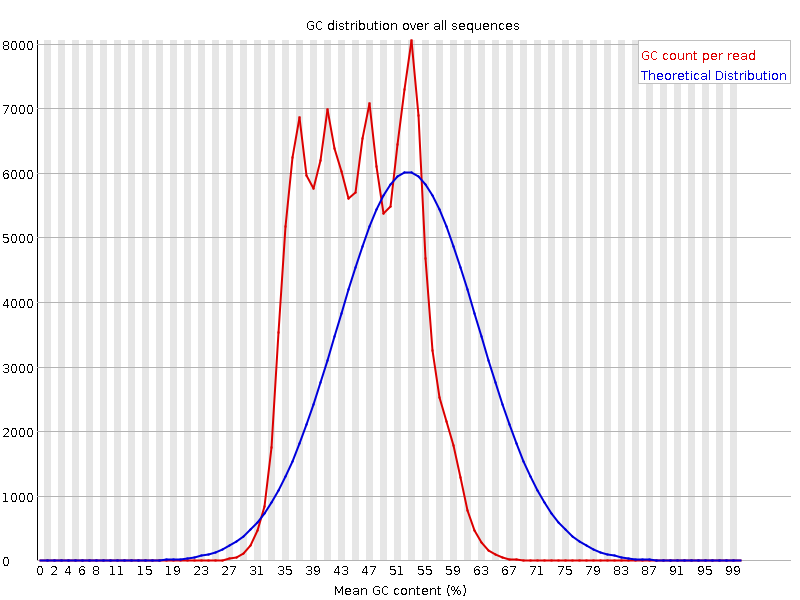 GC distribution over all sequences
GC count per read
Theoretical Distribution
8000
7000
6000
5000
4000
3000
2000
1000
0
0 2 4 6 8 11 15 19 23 27 31 35 39 43 47 51 55 59 63 67 71 75 79 83 87 91 95 99
Mean GC content (%)